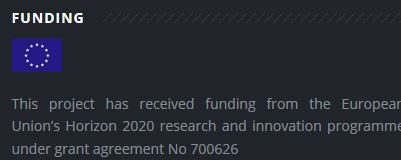 FUNDING
This project has received funding from the European
Union's Horizon 2020 research and innovation programme
under grant agreement No 700626